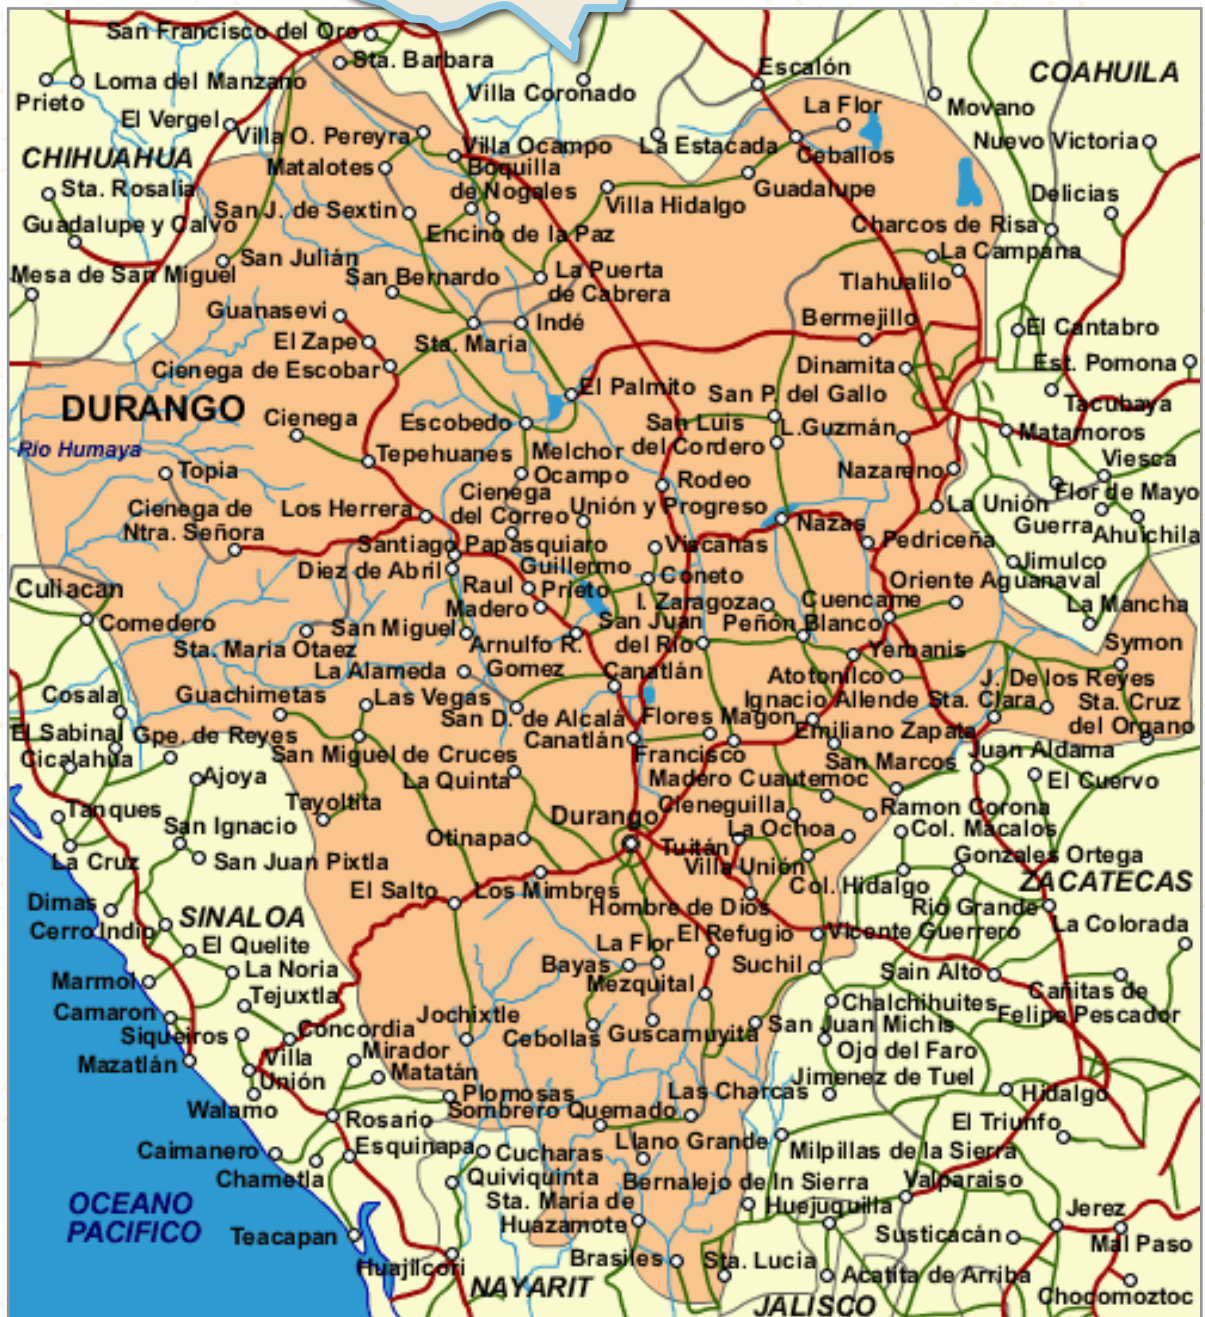 San Francisco del Oro
Sta. Barbara
Escalón
COAHUILA
Loma del Manzano
Prieto
Villa Coronado
La Flor
Movano
El Vergel
Villa O. Pereyra
Villa Ocampo
La Estacada
Ceballos
Nuevo Victoria
CHIHUAHUA
Matalotes
Boquilla
de Nogales
Guadalupe
Sta. Rosalia
Villa Hidalgo
Delicias
San J. de Sextin
Guadalupe y Calvo
Encino de la Paz
Charcos de Risa
La Campana
San Julián
Mesa de San Miguel
San Bernardo
La Puerta
de Cabrera
Tlahualilo
Guanasevi
Indé
Bermejillo
El Cantabro
El Zape
Sta. Maria
Cienega de Escobar
Dinamita
Est. Pomona
El Palmito
San P. del Gallo
Tacubaya
DURANGO
Cienega
Escobedo
San Luis
del Cordero
L.Guzmán
Matamoros
Rio Humaya
Tepehuanes
Melchor
Ocampo
Viesca
Topia
Rodeo
Nazareno
Flor de Mayo
Cienega de
Ntra. Señora
Los Herrera
Cienega
del Correo
Unión y Progreso
Nazas
La Unión
Guerra
Ahuichila
Santiago Papasquiaro
Viscanas
Pedriceña
Jimulco
Diez de Abril
Guillermo
Prieto
Coneto
Oriente Aguanaval
Culiacan
Raul
Madero
I. Zaragoza
Cuencame
La Mancha
Comedero
San Miguel
Arnulfo R.
Gomez
San Juan
del Río
Peñón Blanco
Symon
Sta. Maria Otaez
Yerbanis
La Alameda
Canatlán
Atotonilco
J. De los Reyes
Cosala
Guachimetas
Las Vegas
San D. de Alcalá
Ignacio Allende
Sta. Clara
Sta. Cruz
del Organo
Flores Magon
El Sabinal
Gpe. de Reyes
Canatlán
Emiliano Zapata
Cicalahua
San Miguel de Cruces
Francisco
Madero
San Marcos
Juan Aldama
Ajoya
La Quinta
Cuautemoc
El Cuervo
Tanques
Tayoltita
Durango
Cieneguilla
Ramon Corona
San Ignacio
Otinapa
Tuitán
La Ochoa
Col. Macalos
La Cruz
San Juan Pixtla
Villa Unión
Gonzales Ortega
El Salto
Los Mimbres
Col. Hidalgo
ZACATECAS
Dimas
SINALOA
Hombre de Dios
Rio Grande
Cerro Indio
El Refugio
Vicente Guerrero
La Colorada
El Quelite
La Flor
La Noria
Bayas
Suchil
Sain Alto
Marmol
Mezquital
Cañitas de
Felipe Pescador
Tejuxtla
Camaron
Jochixtle
Chalchihuites
Siqueiros
Concordia
Cebollas
Guscamuyita
San Juan Michis
Mazatlán
Villa
Unión
Mirador
Ojo del Faro
Matatán
Jimenez de Tuel
Walamo
Plomosas
Las Charcas
Hidalgo
Rosario
Sombrero Quemado
El Triunfo
Caimanero
Esquinapa
Cucharas
Llano Grande
Milpillas de la Sierra
Chametla
Quiviquinta
Bernalejo de In Sierra
Valparaiso
OCEANO
PACIFICO
Sta. Maria de
Huazamote
Huejuquilla
Jerez
Teacapan
Susticacán
Mal Paso
Huajilcori
Brasiles
Sta. Lucia
Acatita de Arriba
NAYARIT
JALISCO
Chocomoztoc